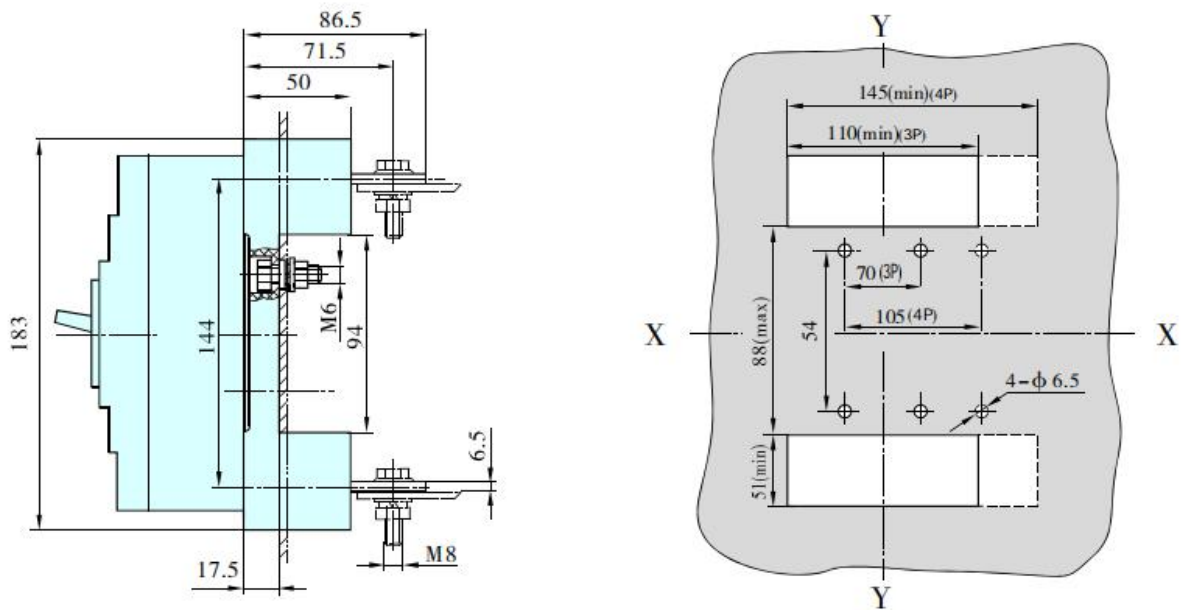 86.5
71.5
50
183
144
M6
94
6.5
17.5
M8
Y
145(min)(4P)
110(min)(3P)
70(3P)
105(4P)
X
X
88(max)
54
4-ϕ6.5
51(min)
Y